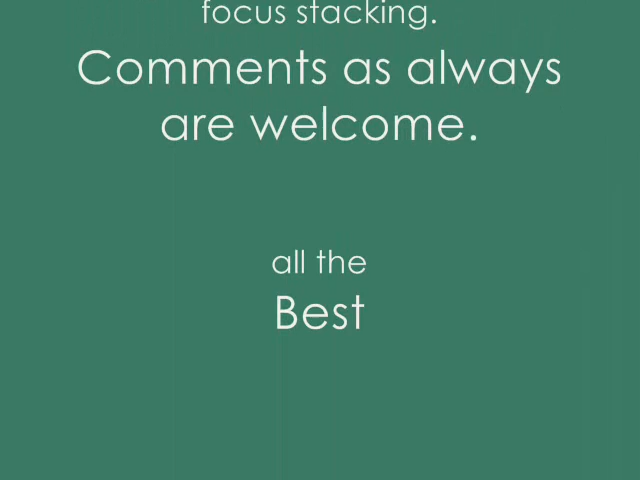 focus stacking.
Comments as always
are welcome.
all the
Best